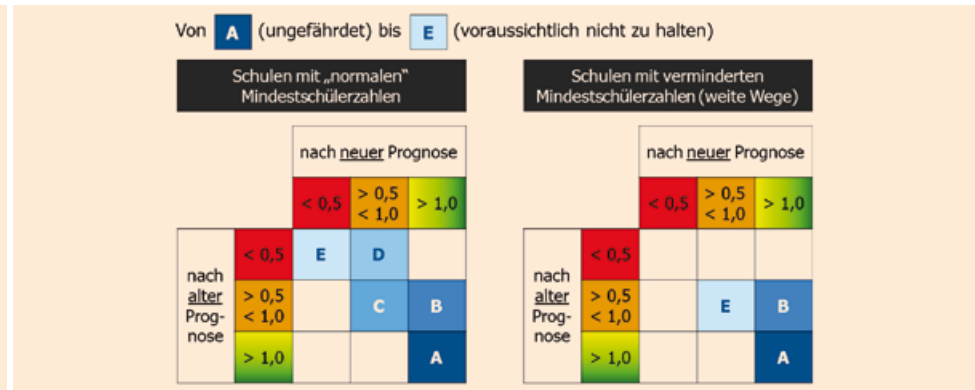 Von A (ungefährdet) bis E (voraussichtlich nicht zu halten)
Schulen mit „normalen“
Mindestschülerzahlen
nach neuer Prognose
< 0,5
> 0,5
< 1,0
> 1,0
nach
alter
Prog-
nose
< 0,5
E
D
> 0,5
< 1,0
C
B
> 1,0
A
Schulen mit verminderten
Mindestschülerzahlen (weite Wege)
nach neuer Prognose
< 0,5
> 0,5
< 1,0
> 1,0
nach
alter
Prog-
nose
< 0,5
> 0,5
< 1,0
E
B
> 1,0
A